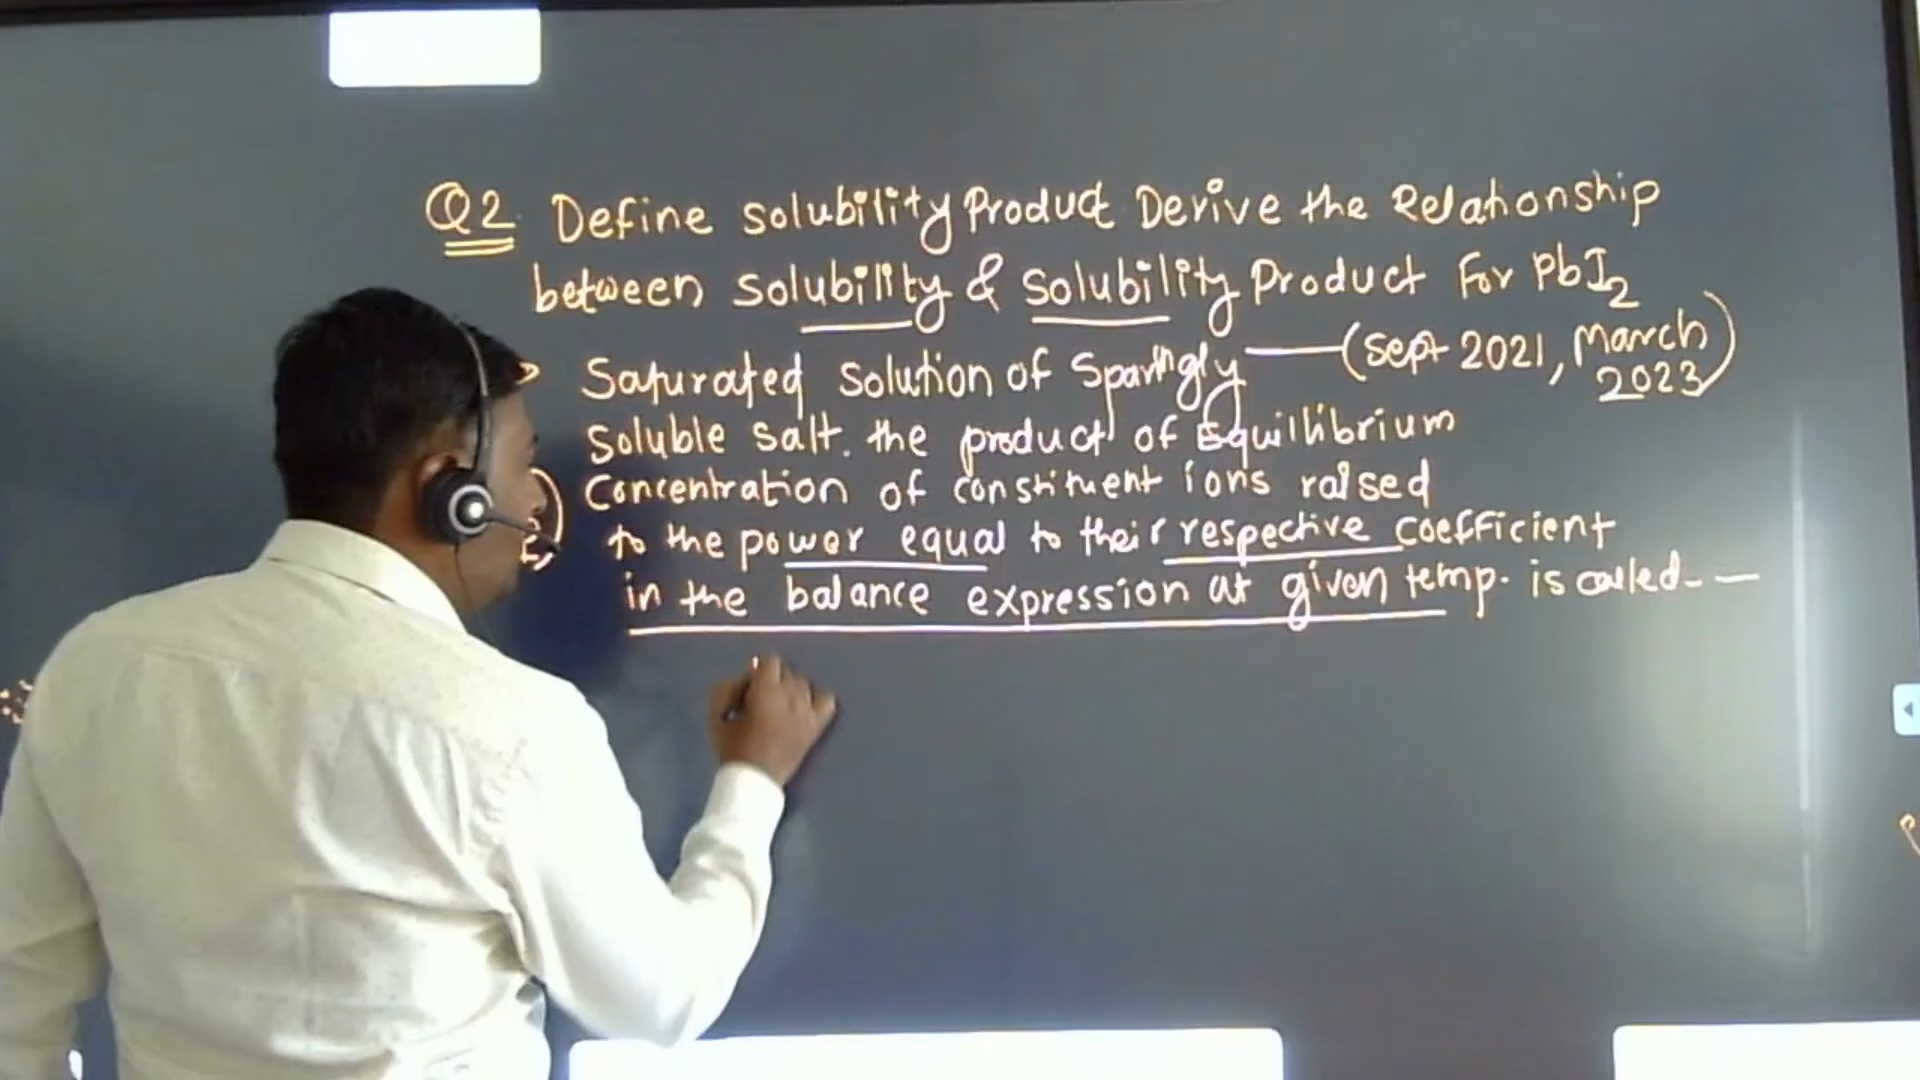 Q2. Define solubility Product Derive the Relationship
between solubility & solubility Product For PbI2
(Sept 2021, March 2023)
Saturated solution of Sparingly
Soluble salt. the product of Equilibrium
Concentration of constituent ions raised
to the power equal to their respective coefficient
in the balance expression at given temp. is called- —